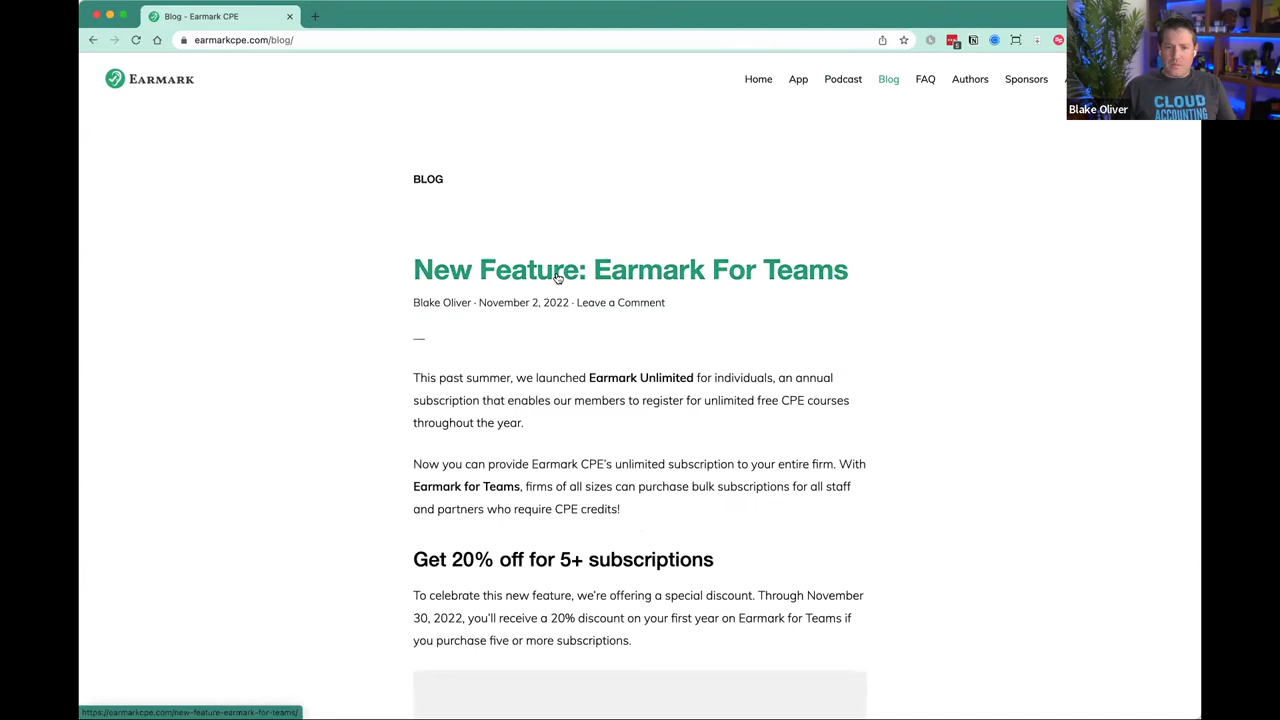 Blog - Earmark CPE
earmarkcpe.com/blog/
EARMARK
Home App Podcast Blog FAQ Authors Sponsors
Blake Oliver
CLOUD
ACCOUNTING
BLOG
New Feature: Earmark For Teams
Blake Oliver · November 2, 2022 · Leave a Comment
This past summer, we launched Earmark Unlimited for individuals, an annual
subscription that enables our members to register for unlimited free CPE courses
throughout the year.
Now you can provide Earmark CPE’s unlimited subscription to your entire firm. With
Earmark for Teams, firms of all sizes can purchase bulk subscriptions for all staff
and partners who require CPE credits!
Get 20% off for 5+ subscriptions
To celebrate this new feature, we’re offering a special discount. Through November
30, 2022, you’ll receive a 20% discount on your first year on Earmark for Teams if
you purchase five or more subscriptions.
https://earmarkcpe.com/new-feature-earmark-for-teams/